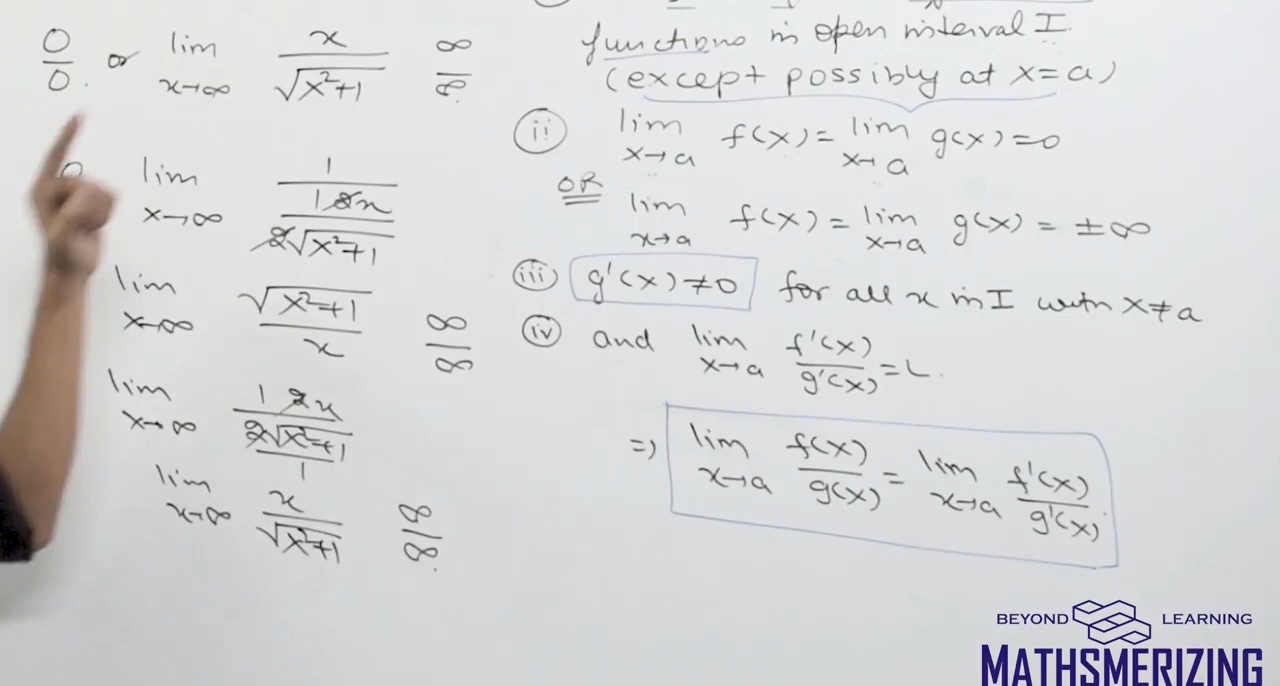 0/0 or lim x→∞ x/√(x²+1) ∞/∞
lim x→∞ 1/((1 2x)/(2√(x²+1)))
lim x→∞ √(x²+1)/x ∞/∞
lim x→∞ ((1 2x)/(2√(x²+1)))/1
lim x→∞ x/√(x²+1) ∞/∞
functions in open interval I.
(except possibly at x=a)
(ii) lim x→a f(x) = lim x→a g(x) = 0
OR
lim x→a f(x) = lim x→a g(x) = ±∞
(iii) g'(x) ≠ 0 for all x in I with x≠a
(iv) and lim x→a f'(x)/g'(x) = L.
⇒ lim x→a f(x)/g(x) = lim x→a f'(x)/g'(x)
BEYOND LEARNING
MATHSMERIZING